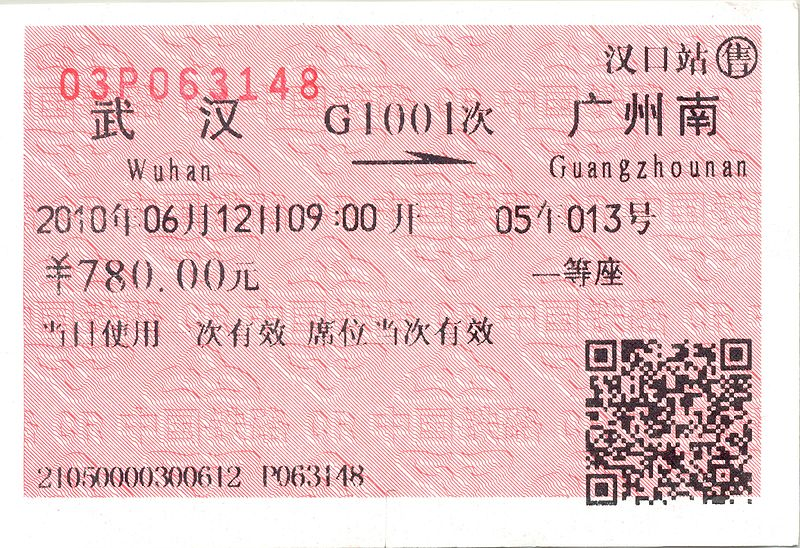 汉口站 售
03P063148
武汉 G1001次 广州南
Wuhan Guangzhounan
2010年06月12日09:00开 05车013号
¥780.00元 一等座
当日使用 一次有效 席位当次有效
21050000300612 P063148